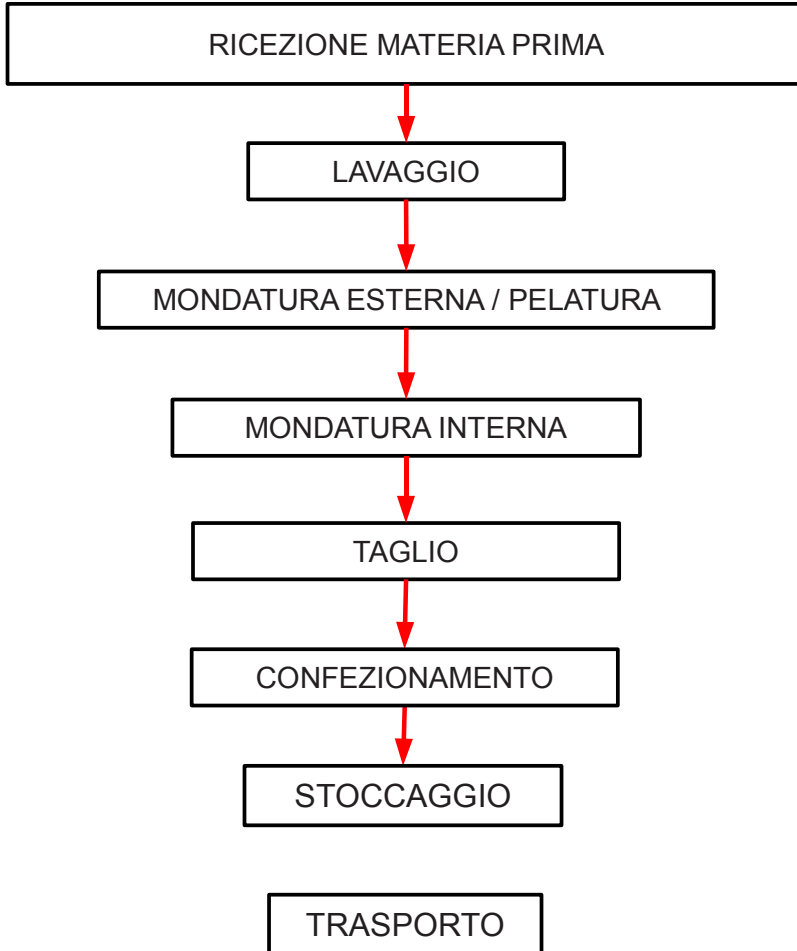 RICEZIONE MATERIA PRIMA
LAVAGGIO
MONDATURA ESTERNA / PELATURA
MONDATURA INTERNA
TAGLIO
CONFEZIONAMENTO
STOCCAGGIO
TRASPORTO